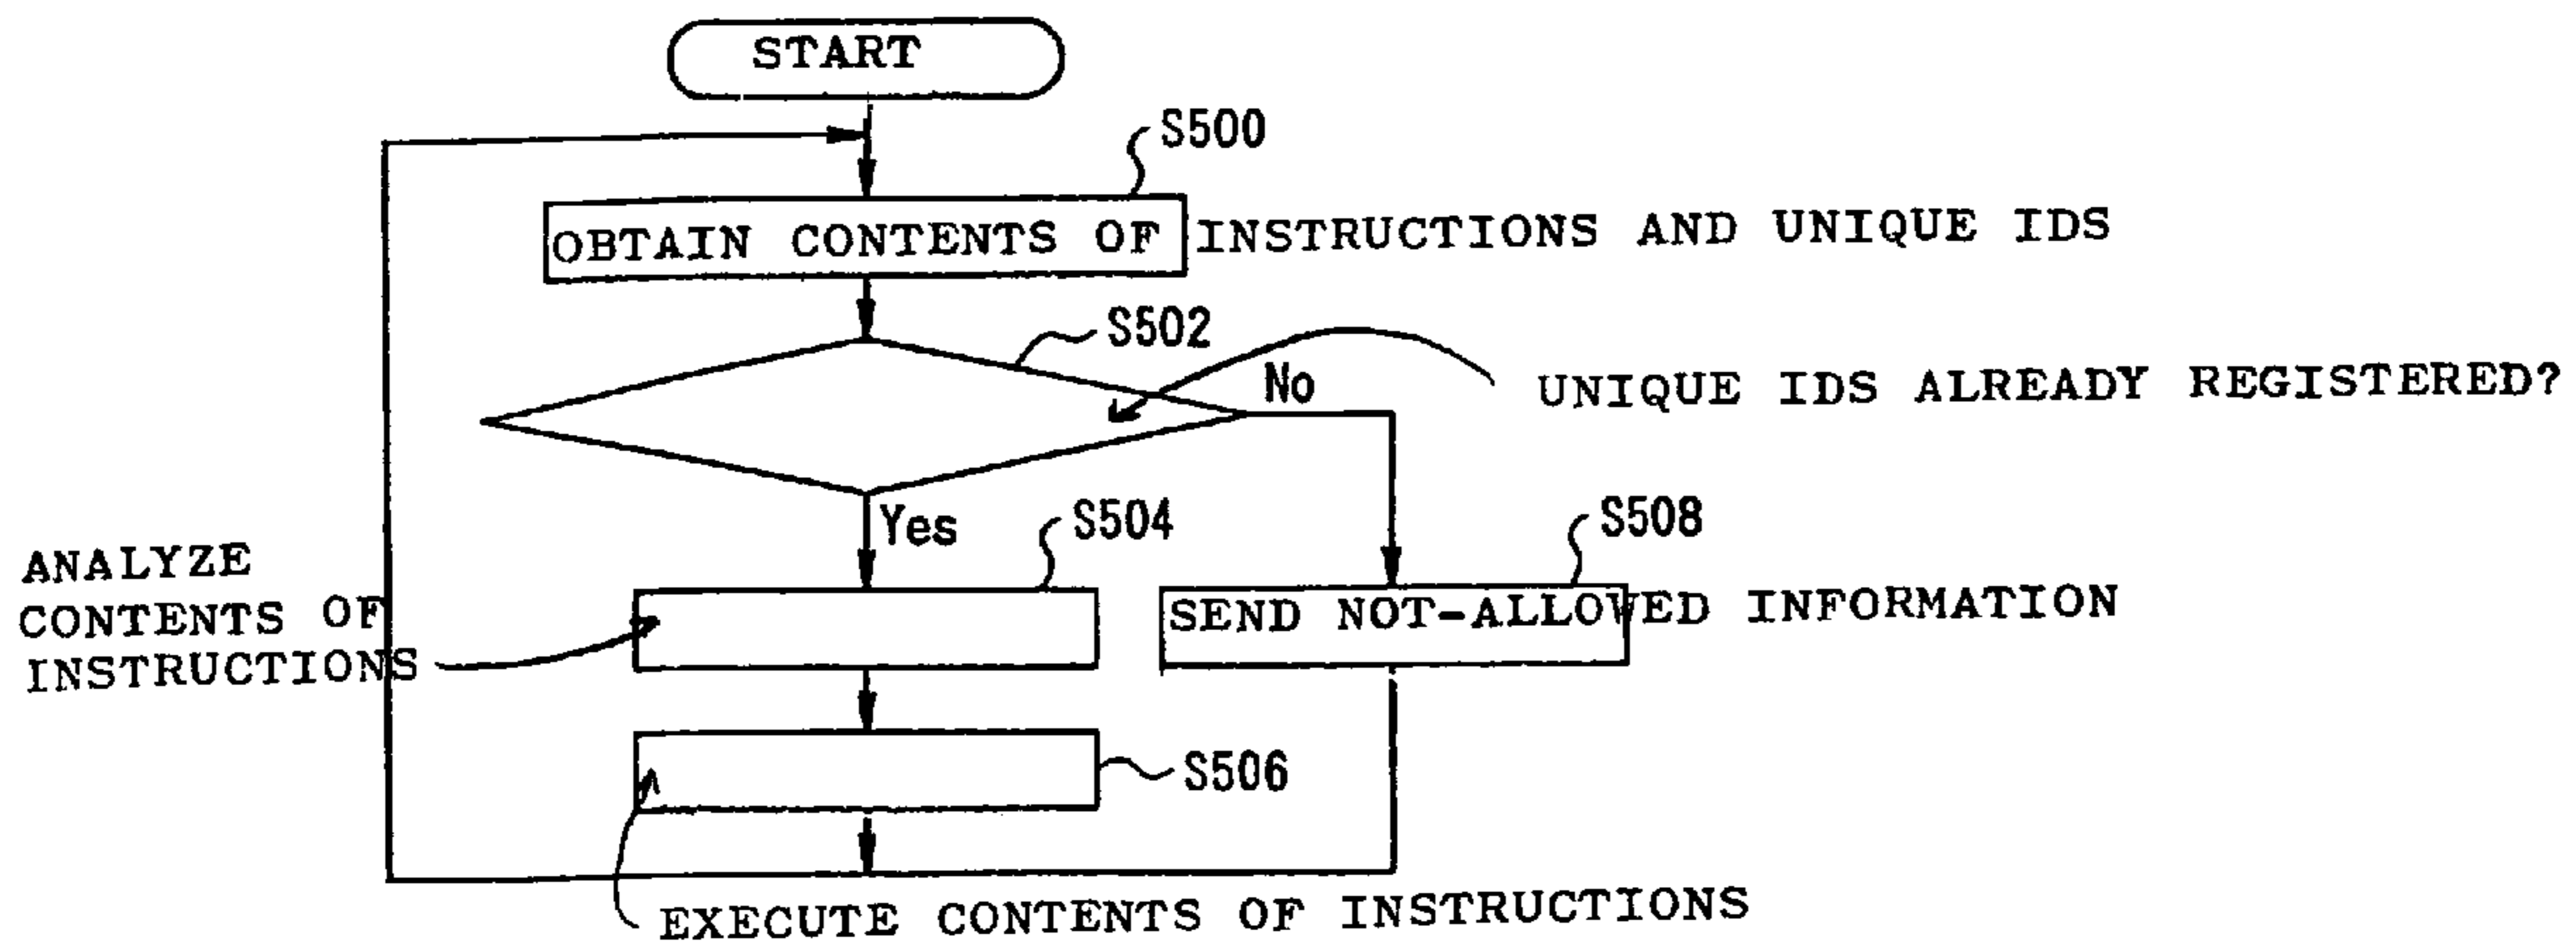 START
S500
OBTAIN CONTENTS OF INSTRUCTIONS AND UNIQUE IDS
S502
No
UNIQUE IDS ALREADY REGISTERED?
Yes
S504
S508
ANALYZE
CONTENTS OF
INSTRUCTIONS
SEND NOT-ALLOWED INFORMATION
S506
EXECUTE CONTENTS OF INSTRUCTIONS